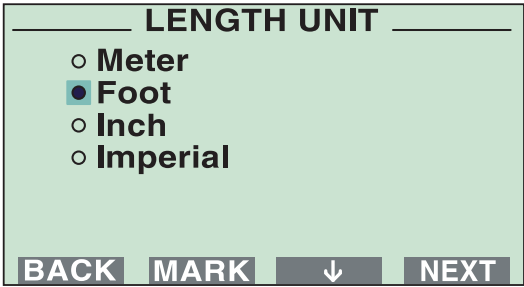 LENGTH UNIT
Meter
Foot
Inch
Imperial
BACK MARK ↓ NEXT